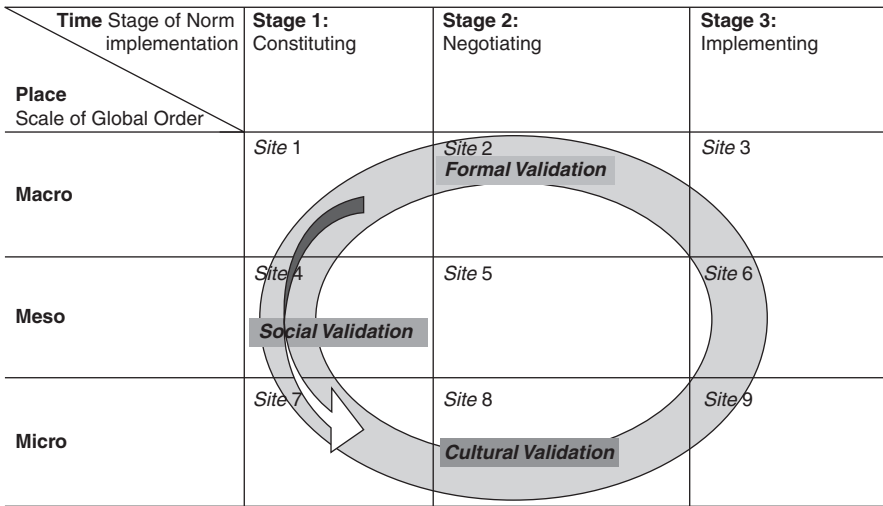 Time Stage of Norm
implementation
Place
Scale of Global Order
Stage 1:
Constituting
Stage 2:
Negotiating
Stage 3:
Implementing
Macro
Site 1
Site 2
Formal Validation
Site 3
Meso
Site 4
Social Validation
Site 5
Site 6
Micro
Site 7
Site 8
Cultural Validation
Site 9